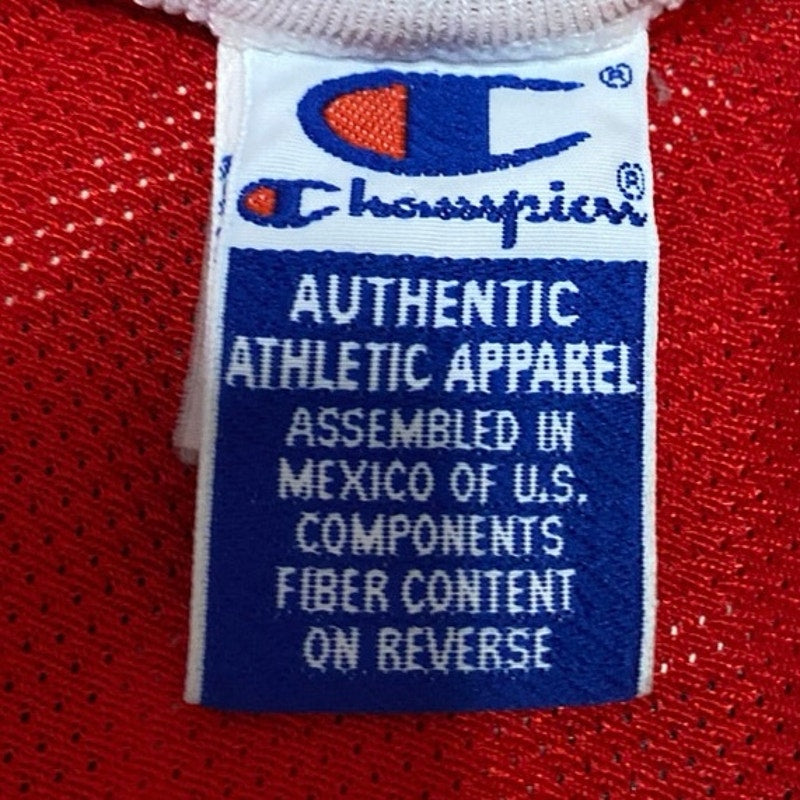 ®
Champion®
AUTHENTIC
ATHLETIC APPAREL
ASSEMBLED IN
MEXICO OF U.S.
COMPONENTS
FIBER CONTENT
ON REVERSE